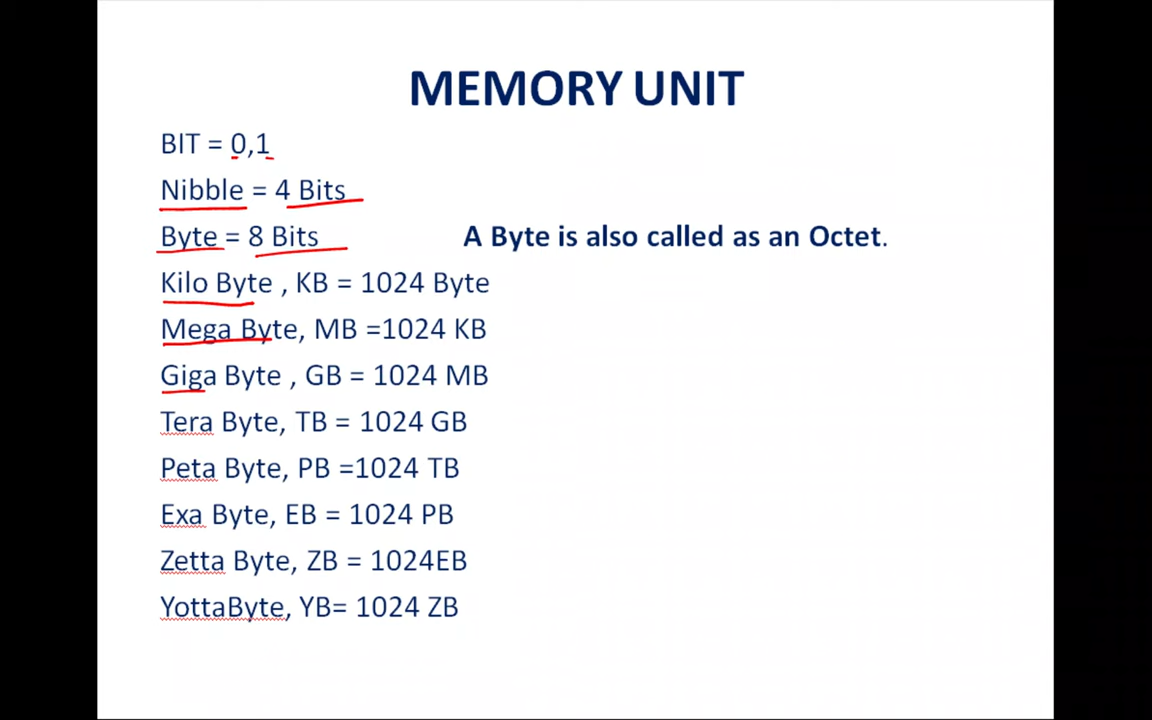 MEMORY UNIT
BIT = 0,1
Nibble = 4 Bits
Byte = 8 Bits A Byte is also called as an Octet.
Kilo Byte , KB = 1024 Byte
Mega Byte, MB =1024 KB
Giga Byte , GB = 1024 MB
Tera Byte, TB = 1024 GB
Peta Byte, PB =1024 TB
Exa Byte, EB = 1024 PB
Zetta Byte, ZB = 1024EB
YottaByte, YB= 1024 ZB